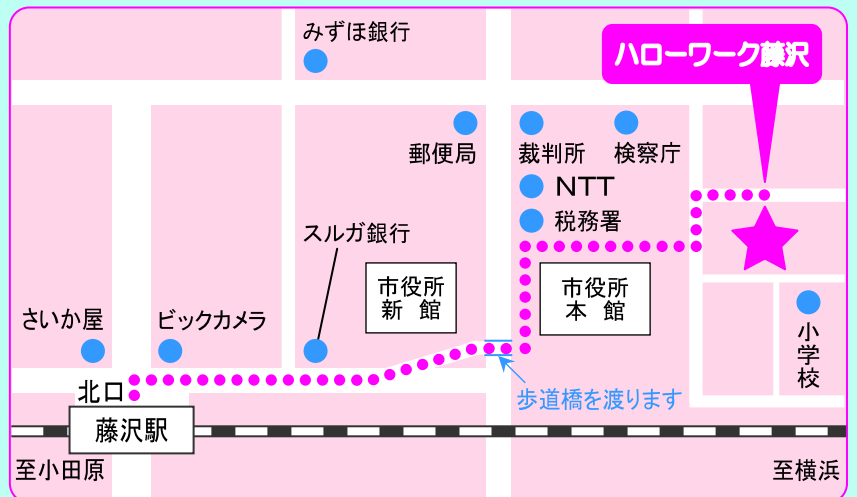 みずほ銀行
ハローワーク藤沢
郵便局
裁判所
検察庁
NTT
税務署
スルガ銀行
市役所
新 館
市役所
本 館
さいか屋
ビックカメラ
小学校
北口
歩道橋を渡ります
藤沢駅
至小田原
至横浜